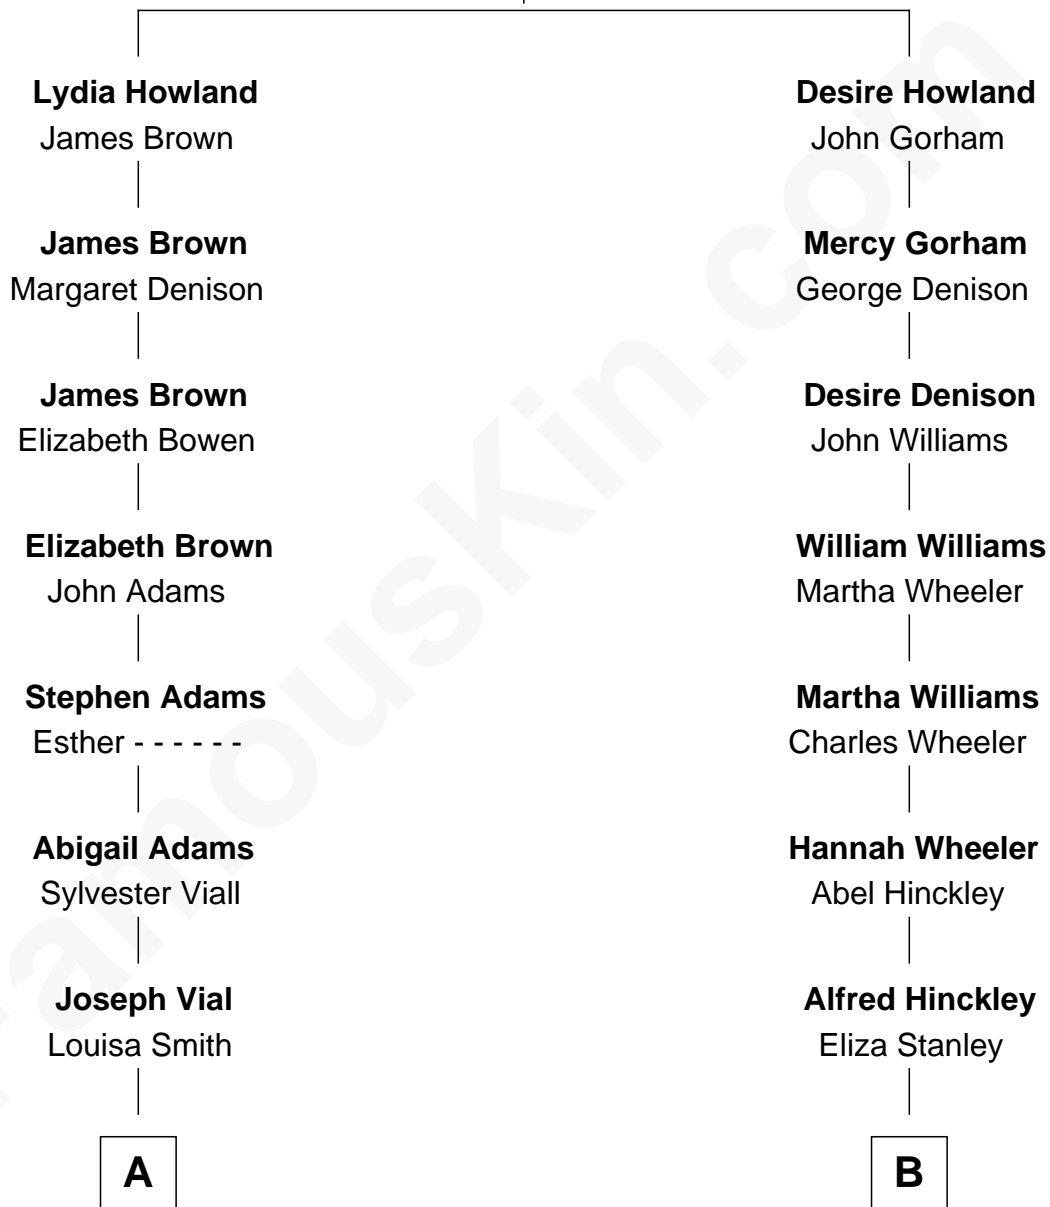 Lydia Howland
James Brown
James Brown
Margaret Denison
James Brown
Elizabeth Bowen
Elizabeth Brown
John Adams
Stephen Adams
Esther - - - - - -
Abigail Adams
Sylvester Viall
Joseph Vial
Louisa Smith
A
Desire Howland
John Gorham
Mercy Gorham
George Denison
Desire Denison
John Williams
William Williams
Martha Wheeler
Martha Williams
Charles Wheeler
Hannah Wheeler
Abel Hinckley
Alfred Hinckley
Eliza Stanley
B
FamousKin.com